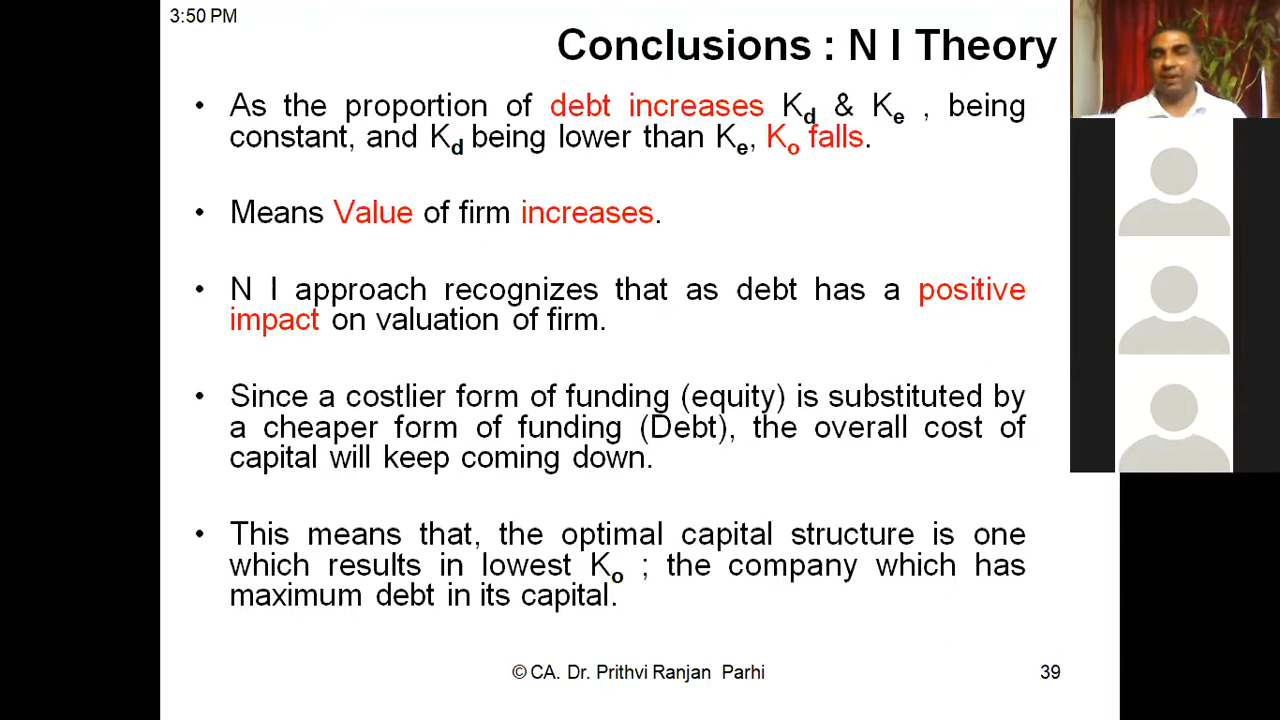 3:50 PM
Conclusions : N I Theory
• As the proportion of debt increases Kd & Ke , being
constant, and Kd being lower than Ke, Ko falls.
• Means Value of firm increases.
• N I approach recognizes that as debt has a positive
impact on valuation of firm.
• Since a costlier form of funding (equity) is substituted by
a cheaper form of funding (Debt), the overall cost of
capital will keep coming down.
• This means that, the optimal capital structure is one
which results in lowest Ko ; the company which has
maximum debt in its capital.
© CA. Dr. Prithvi Ranjan Parhi
39